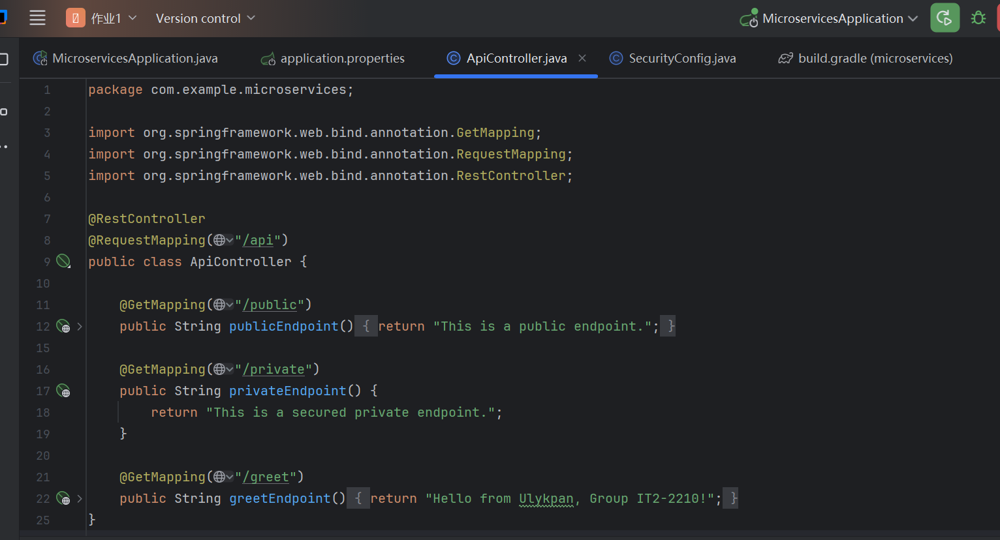 作业1 Version control MicroservicesApplication
MicroservicesApplication.java application.properties ApiController.java SecurityConfig.java build.gradle (microservices)
1 package com.example.microservices;
2
3 import org.springframework.web.bind.annotation.GetMapping;
4 import org.springframework.web.bind.annotation.RequestMapping;
5 import org.springframework.web.bind.annotation.RestController;
6
7 @RestController
8 @RequestMapping("/api")
9 public class ApiController {
10
11 @GetMapping("/public")
12 public String publicEndpoint() { return "This is a public endpoint."; }
15
16 @GetMapping("/private")
17 public String privateEndpoint() {
18 return "This is a secured private endpoint.";
19 }
20
21 @GetMapping("/greet")
22 public String greetEndpoint() { return "Hello from Ulykpan, Group IT2-2210!"; }
25 }